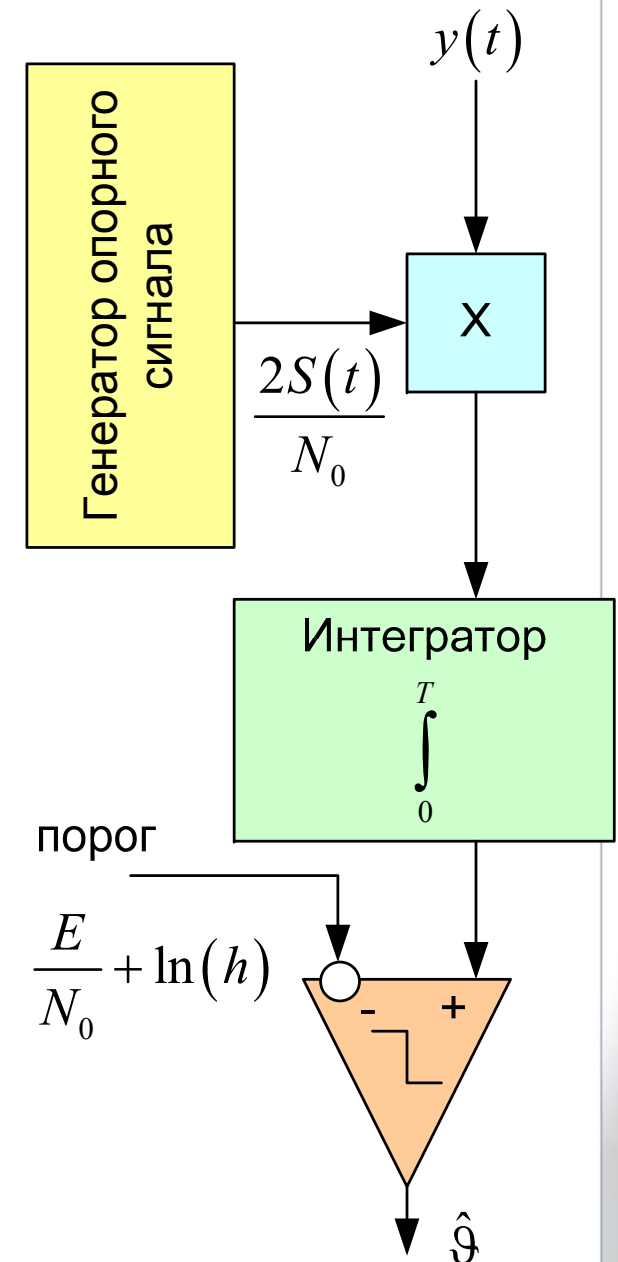 y(t)
Генератор опорного
сигнала
X
2S(t)
N₀
Интегратор
T
∫
0
порог
E/N₀ + ln(h)
- +
ϑ̂